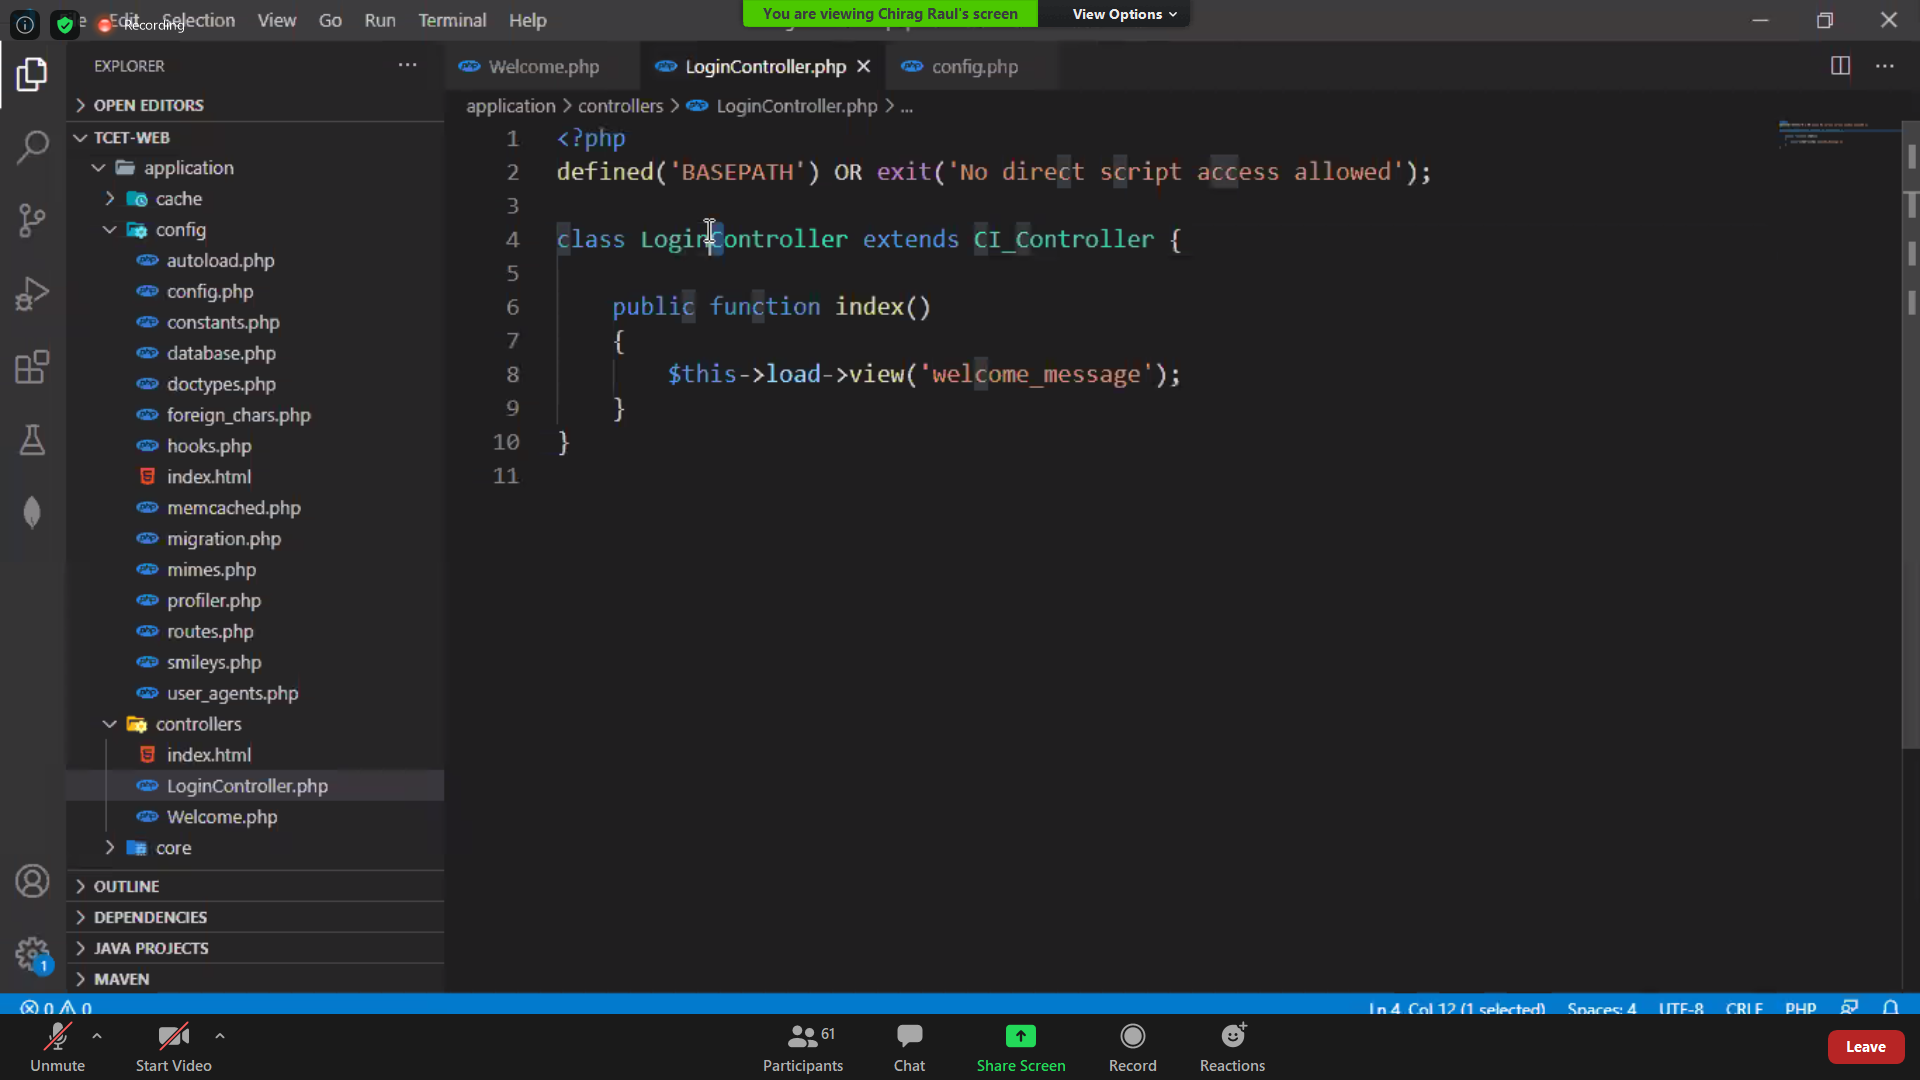 Edit Selection View Go Run Terminal Help
Recording
You are viewing Chirag Raul's screen
View Options
EXPLORER
OPEN EDITORS
TCET-WEB
application
cache
config
autoload.php
config.php
constants.php
database.php
doctypes.php
foreign_chars.php
hooks.php
index.html
memcached.php
migration.php
mimes.php
profiler.php
routes.php
smileys.php
user_agents.php
controllers
index.html
LoginController.php
Welcome.php
core
OUTLINE
DEPENDENCIES
JAVA PROJECTS
MAVEN
1
Welcome.php LoginController.php config.php
application > controllers > LoginController.php > ...
1 <?php
2 defined('BASEPATH') OR exit('No direct script access allowed');
3
4 class LoginController extends CI_Controller {
5
6 public function index()
7 {
8 $this->load->view('welcome_message');
9 }
10 }
11
0 0 Ln 4, Col 12 (1 selected) Spaces: 4 UTF-8 CRLF PHP
Unmute Start Video Participants 61 Chat Share Screen Record Reactions Leave